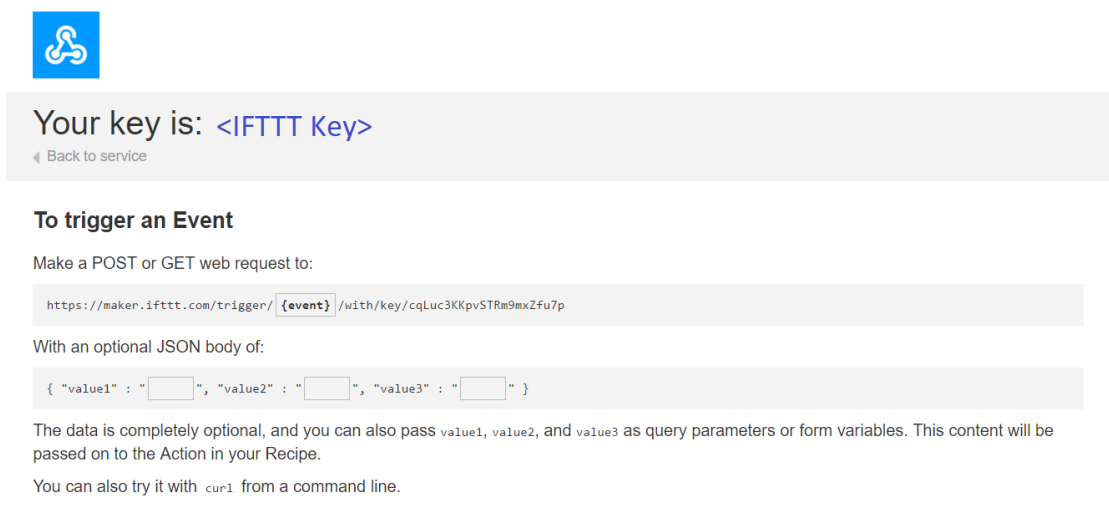 Your key is: <IFTTT Key>
Back to service
To trigger an Event
Make a POST or GET web request to:
https://maker.ifttt.com/trigger/ {event} /with/key/cqLuc3KKpvSTRm9mxZfu7p
With an optional JSON body of:
{ "value1" : " ", "value2" : " ", "value3" : " " }
The data is completely optional, and you can also pass value1, value2, and value3 as query parameters or form variables. This content will be
passed on to the Action in your Recipe.
You can also try it with curl from a command line.